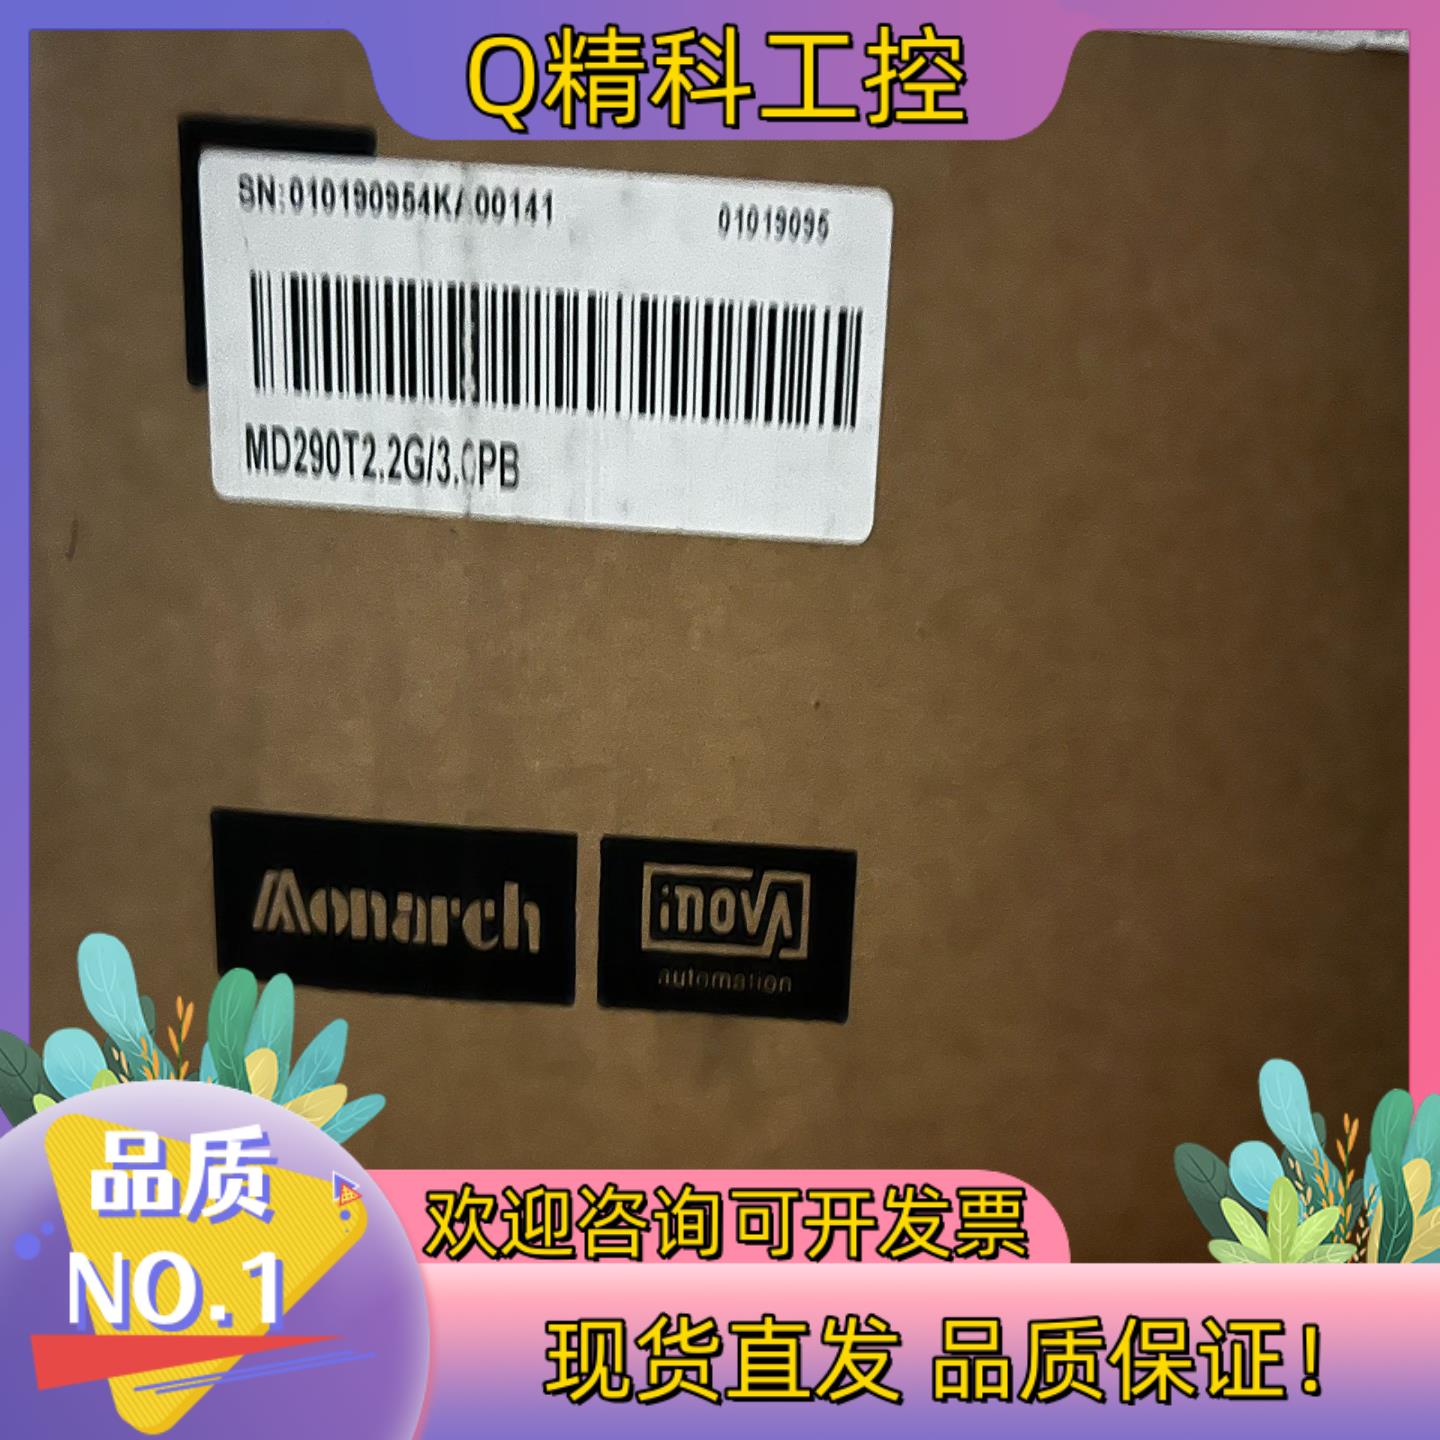 Q精科工控
SN:010190954KA00141
01019095
MD290T2.2G/3.0PB
Monarch
inova
automation
品质
NO.1
欢迎咨询可开发票
现货直发 品质保证!